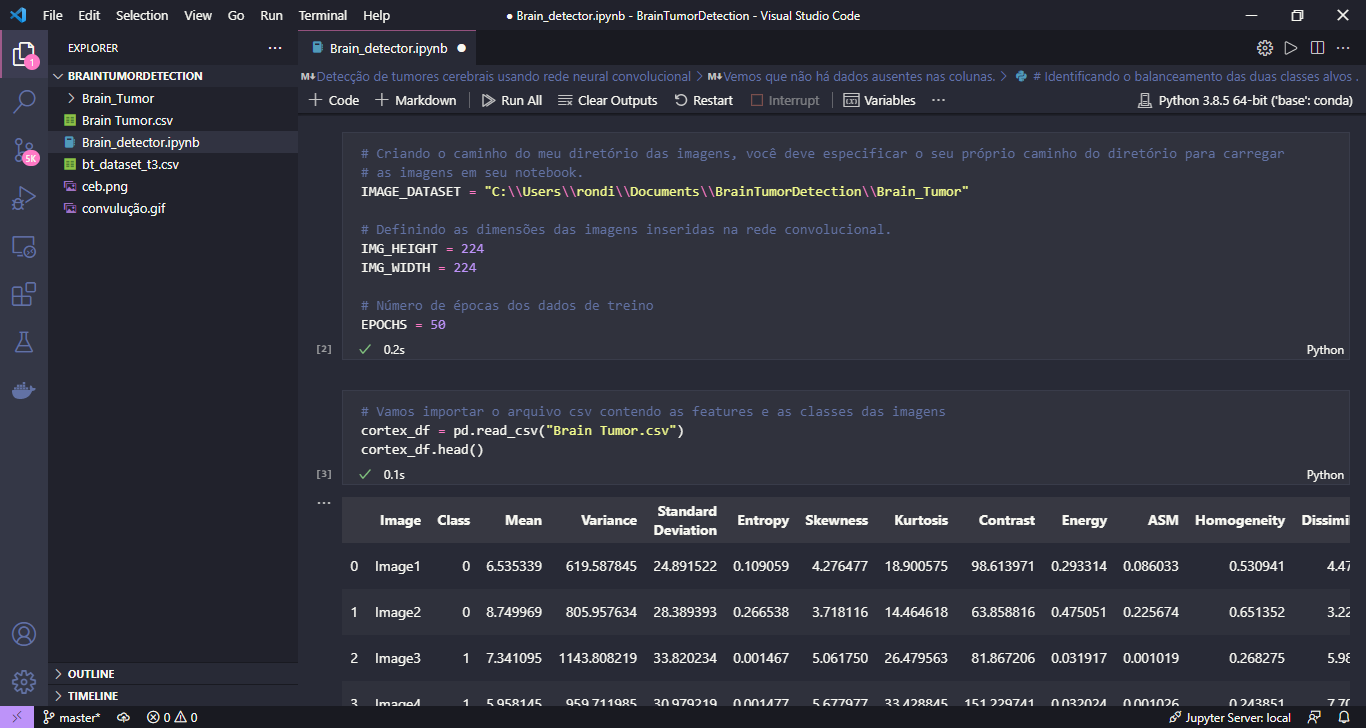 File Edit Selection View Go Run Terminal Help
● Brain_detector.ipynb - BrainTumorDetection - Visual Studio Code
EXPLORER
Brain_detector.ipynb
1
BRAINTUMORDETECTION
Brain_Tumor
Brain Tumor.csv
Brain_detector.ipynb
bt_dataset_t3.csv
ceb.png
convulução.gif
5K
OUTLINE
TIMELINE
M↓Detecção de tumores cerebrais usando rede neural convolucional > M↓Vemos que não há dados ausentes nas colunas. > # Identificando o balanceamento das duas classes alvos .
+ Code + Markdown Run All Clear Outputs Restart Interrupt Variables ··· Python 3.8.5 64-bit ('base': conda)
# Criando o caminho do meu diretório das imagens, você deve especificar o seu próprio caminho do diretório para carregar
# as imagens em seu notebook.
IMAGE_DATASET = "C:\\Users\\rondi\\Documents\\BrainTumorDetection\\Brain_Tumor"
# Definindo as dimensões das imagens inseridas na rede convolucional.
IMG_HEIGHT = 224
IMG_WIDTH = 224
# Número de épocas dos dados de treino
EPOCHS = 50
[2] ✓ 0.2s Python
# Vamos importar o arquivo csv contendo as features e as classes das imagens
cortex_df = pd.read_csv("Brain Tumor.csv")
cortex_df.head()
[3] ✓ 0.1s Python
Image Class Mean Variance Standard Deviation Entropy Skewness Kurtosis Contrast Energy ASM Homogeneity Dissimi
0 Image1 0 6.535339 619.587845 24.891522 0.109059 4.276477 18.900575 98.613971 0.293314 0.086033 0.530941 4.47
1 Image2 0 8.749969 805.957634 28.389393 0.266538 3.718116 14.464618 63.858816 0.475051 0.225674 0.651352 3.22
2 Image3 1 7.341095 1143.808219 33.820234 0.001467 5.061750 26.479563 81.867206 0.031917 0.001019 0.268275 5.98
3 Image4 1 5.958145 959.711985 30.979219 0.001477 5.677977 33.428845 151.229741 0.032024 0.001026 0.243851 7.70
master* 0 0 Jupyter Server: local